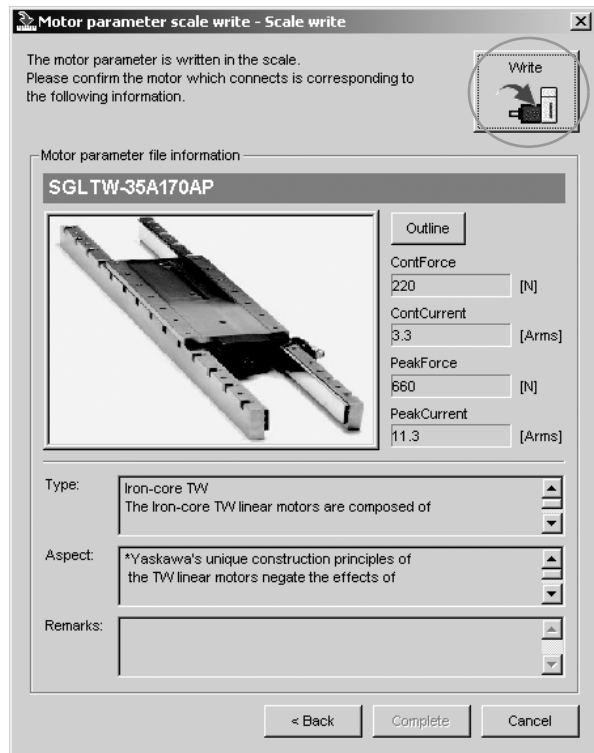 Motor parameter scale write - Scale write
The motor parameter is written in the scale.
Please confirm the motor which connects is corresponding to
the following information.
Write
Motor parameter file information
SGLTW-35A170AP
Outline
ContForce
220 [N]
ContCurrent
3.3 [Arms]
PeakForce
660 [N]
PeakCurrent
11.3 [Arms]
Type: Iron-core TW
The Iron-core TW linear motors are composed of
Aspect: *Yaskawa's unique construction principles of
the TW linear motors negate the effects of
Remarks:
< Back Complete Cancel